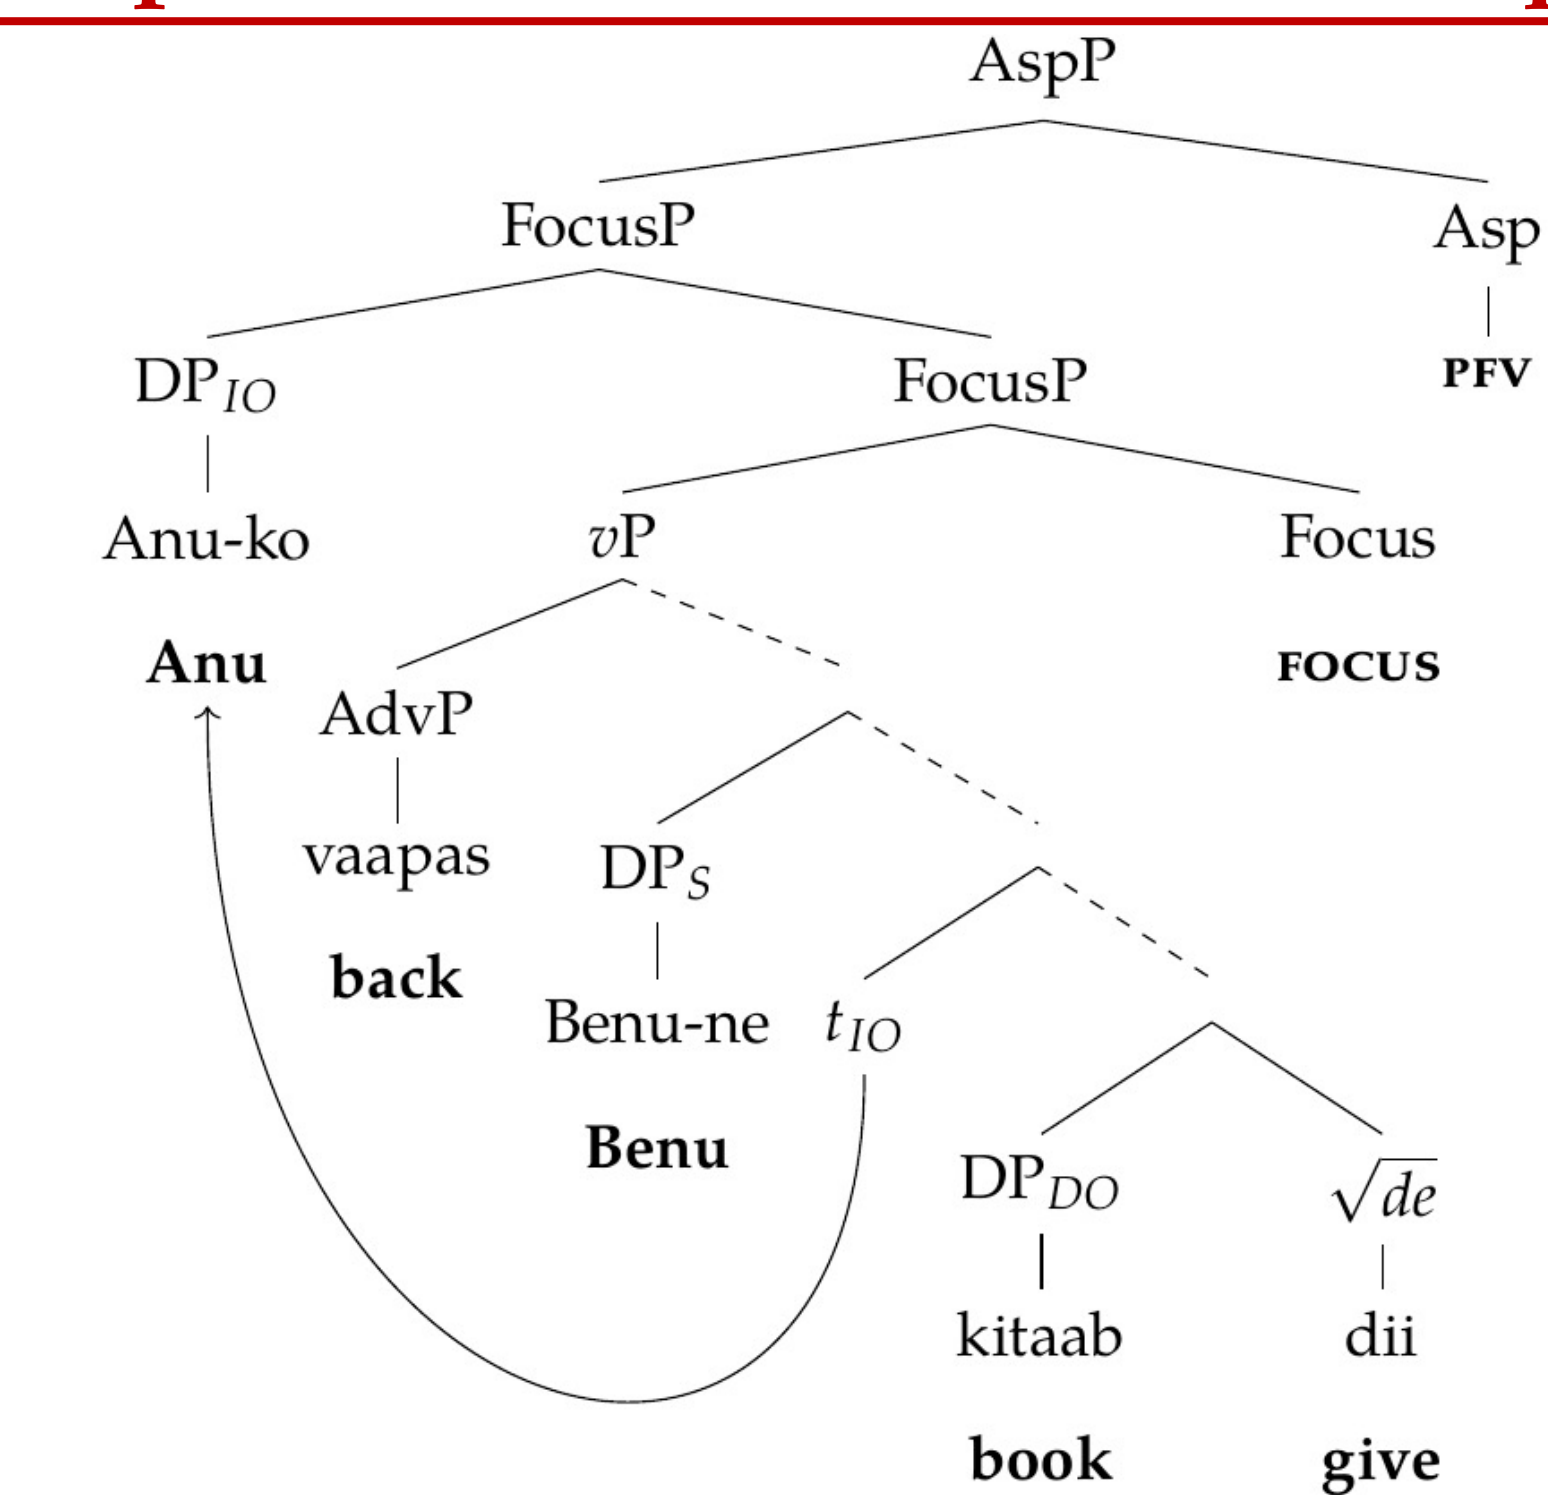 AspP
FocusP Asp
DP_IO FocusP PFV
Anu-ko vP Focus
Anu FOCUS
AdvP
vaapas DP_S
back Benu-ne t_IO
Benu
DP_DO √de
kitaab dii
book give